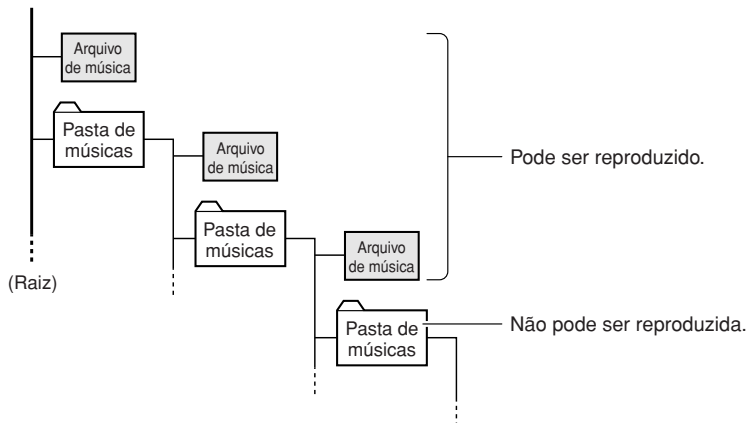 Arquivo
de música
Pasta de
músicas
Arquivo
de música
Pode ser reproduzido.
Pasta de
músicas
Arquivo
de música
(Raiz)
Pasta de
músicas
Não pode ser reproduzida.